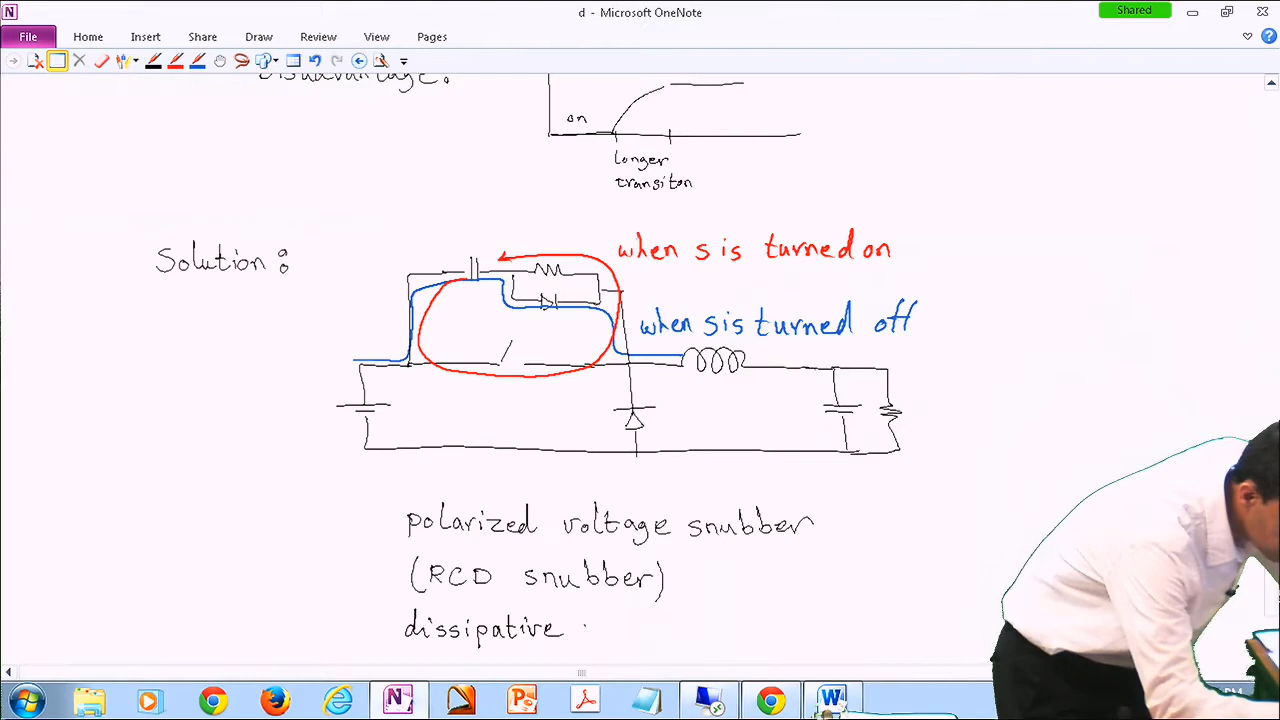 d - Microsoft OneNote
Shared
File Home Insert Share Draw Review View Pages
on
longer
transiton
Solution :
when s is turned on
when s is turned off
polarized voltage snubber
(RCD snubber)
dissipative